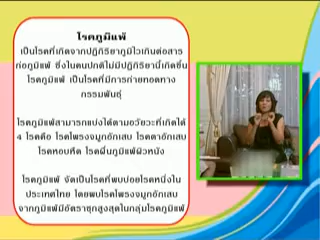 โรคภูมิแพ้
เป็นโรคที่เกิดจากปฏิกิริยาภูมิไวเกินต่อสาร
ก่อภูมิแพ้ ซึ่งในคนปกติไม่มีปฏิกิริยานี้เกิดขึ้น
โรคภูมิแพ้ เป็นโรคที่มีการถ่ายทอดทาง
กรรมพันธุ์
โรคภูมิแพ้สามารถแบ่งได้ตามอวัยวะที่เกิดได้
4 โรคคือ โรคโพรงจมูกอักเสบ โรคตาอักเสบ
โรคหอบหืด โรคผื่นภูมิแพ้ผิวหนัง
โรคภูมิแพ้ จัดเป็นโรคที่พบบ่อยโรคหนึ่งใน
ประเทศไทย โดยพบโรคโพรงจมูกอักเสบ
จากภูมิแพ้มีอัตราชุกสูงสุดในกลุ่มโรคภูมิแพ้